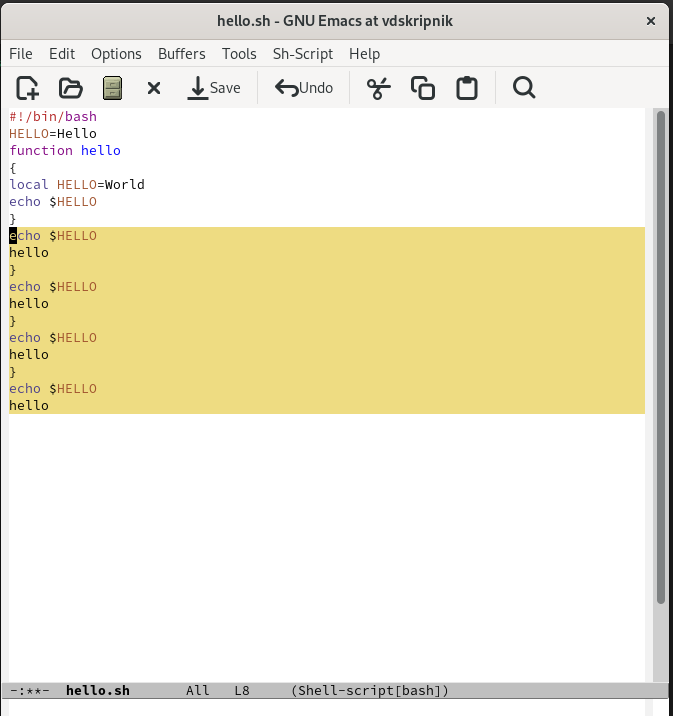 hello.sh - GNU Emacs at vdskripnik
File Edit Options Buffers Tools Sh-Script Help
Save Undo
#!/bin/bash
HELLO=Hello
function hello
{
local HELLO=World
echo $HELLO
}
echo $HELLO
hello
}
echo $HELLO
hello
}
echo $HELLO
hello
}
echo $HELLO
hello
-:**- hello.sh All L8 (Shell-script[bash])